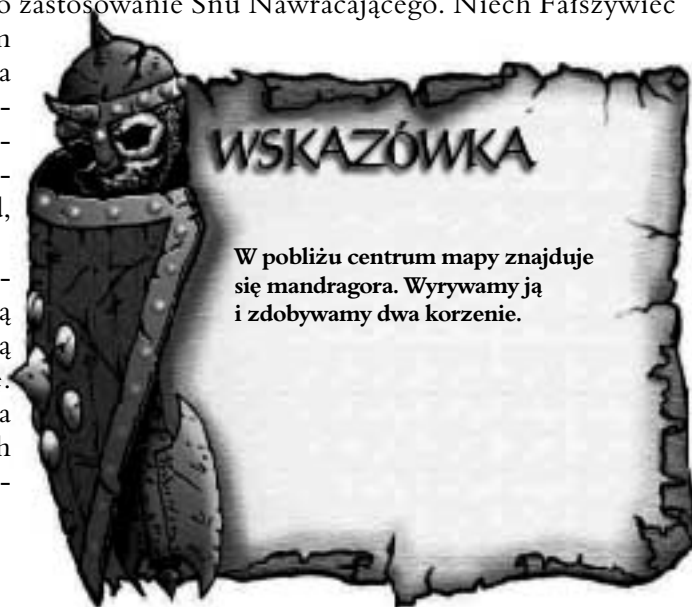 o zastosowanie Snu Nawracającego. Niech Fałszywiec
a
-
-
-
-
ą
ą
a
h
-
WSKAZÓWKA
W pobliżu centrum mapy znajduje
się mandragora. Wyrywamy ją
i zdobywamy dwa korzenie.